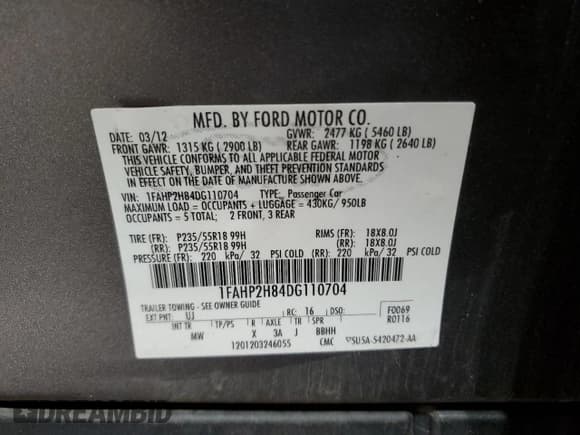 MFD. BY FORD MOTOR CO.
DATE: 03/12 GVWR: 2477 KG ( 5460 LB)
FRONT GAWR: 1315 KG ( 2900 LB) REAR GAWR: 1198 KG ( 2640 LB)
THIS VEHICLE CONFORMS TO ALL APPLICABLE FEDERAL MOTOR
VEHICLE SAFETY, BUMPER, AND THEFT PREVENTION STANDARDS
IN EFFECT ON THE DATE OF MANUFACTURE SHOWN ABOVE.
VIN: 1FAHP2H84DG110704 TYPE: Passenger Car
MAXIMUM LOAD = OCCUPANTS + LUGGAGE = 430KG/950LB
OCCUPANTS = 5 TOTAL; 2 FRONT, 3 REAR
TIRE (FR): P235/55R18 99H RIMS (FR): 18X8.0J
(RR): P235/55R18 99H (RR): 18X8.0J
PRESSURE (FR): 220 kPa/ 32 PSI COLD (RR): 220 kPa/ 32 PSI COLD
1FAHP2H84DG110704
TRAILER TOWING - SEE OWNER GUIDE
EXT PNT: UJ RC: 16 DSO: F0069
R0116
INT TR TP/PS R AXLE TR SPR
MW X 3A J BBHH
1201203246055 CMC 5U5A-5420472-AA
DREAMBID